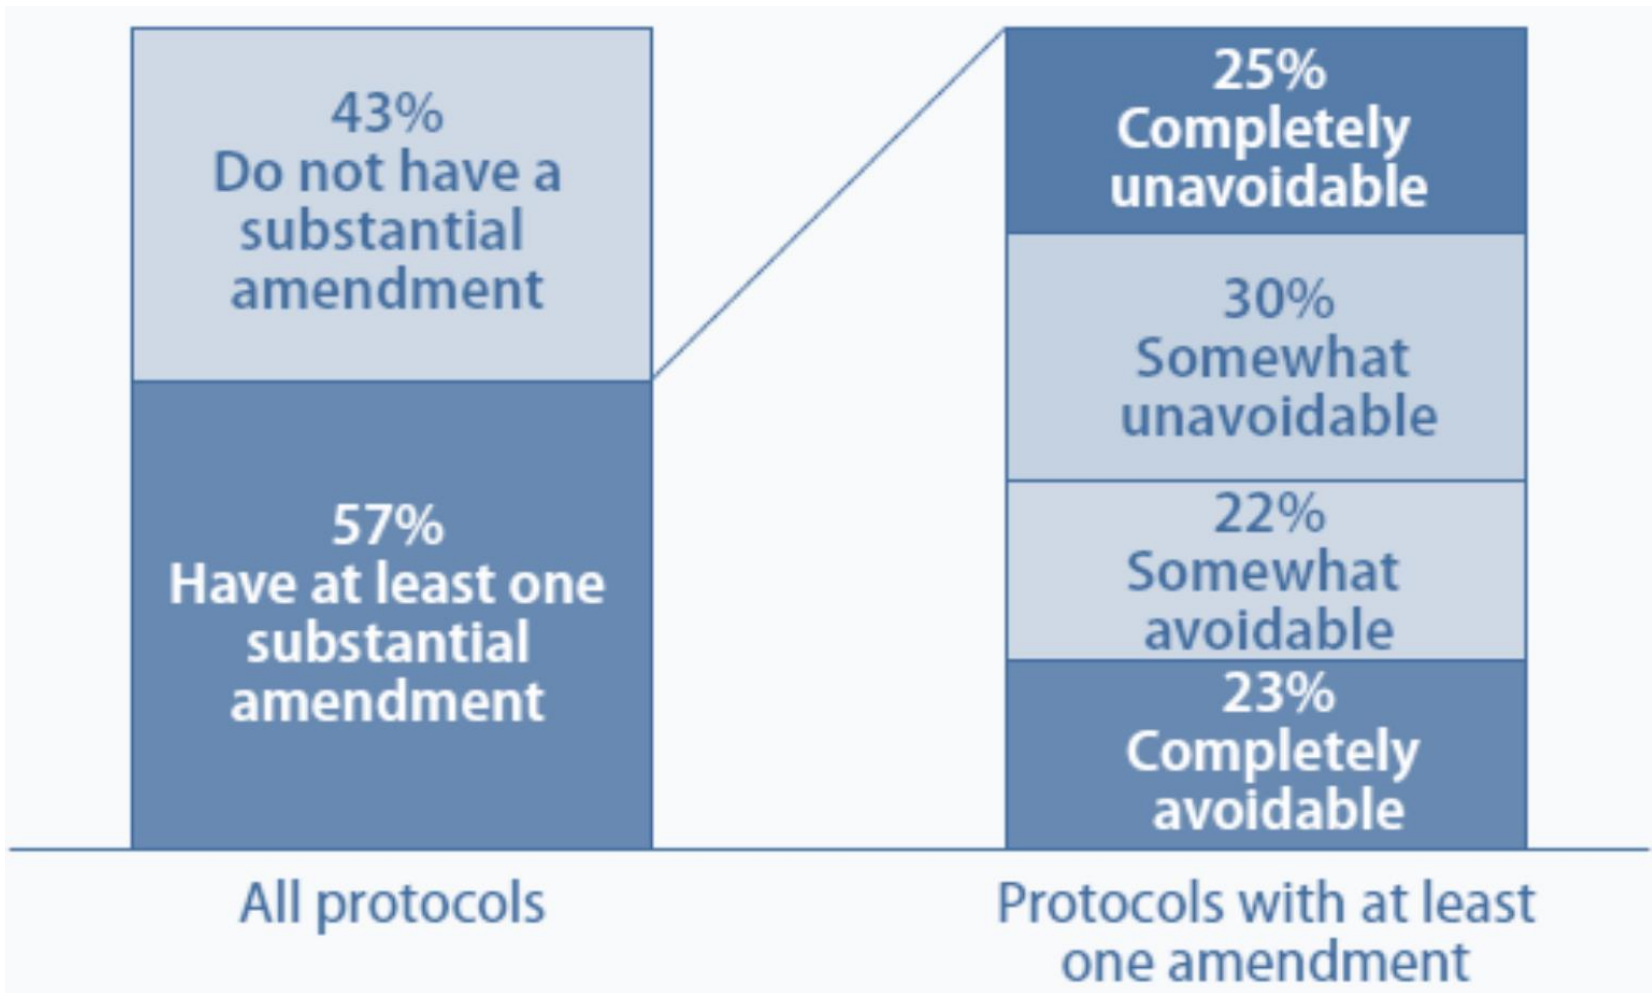 43%
Do not have a
substantial
amendment
57%
Have at least one
substantial
amendment
All protocols
25%
Completely
unavoidable
30%
Somewhat
unavoidable
22%
Somewhat
avoidable
23%
Completely
avoidable
Protocols with at least
one amendment